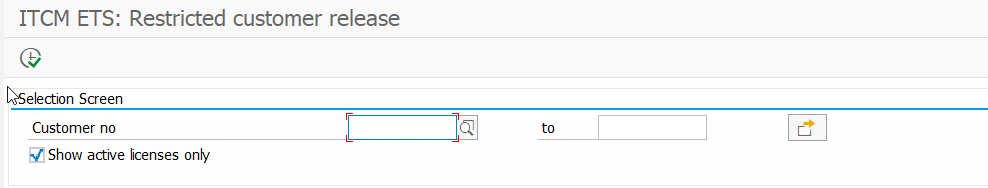 ITCM ETS: Restricted customer release
Selection Screen
Customer no to
Show active licenses only